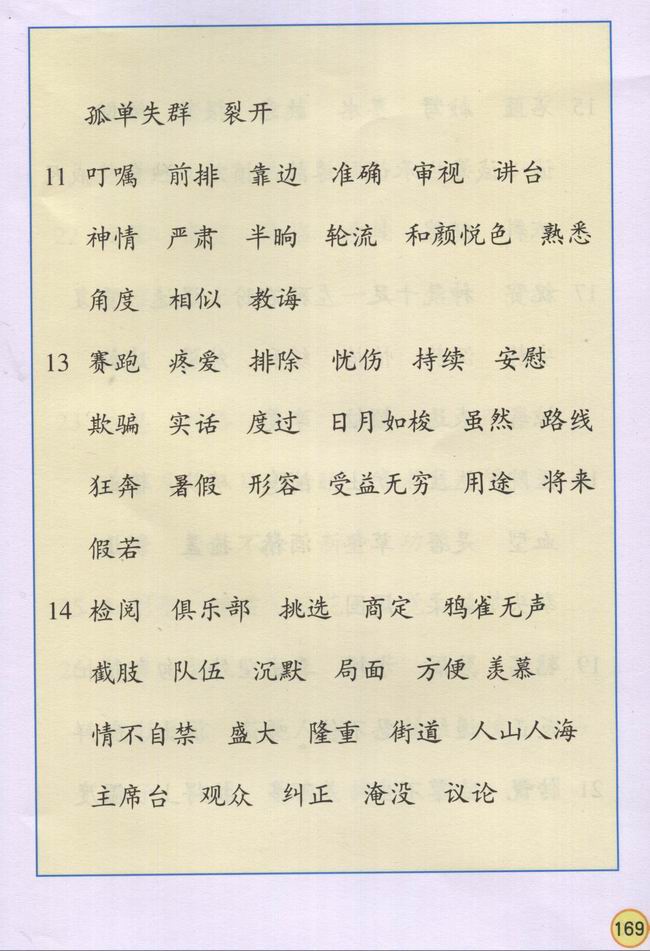 孤单失群 裂开
11 叮嘱 前排 靠边 准确 审视 讲台
神情 严肃 半晌 轮流 和颜悦色 熟悉
角度 相似 教诲
13 赛跑 疼爱 排除 忧伤 持续 安慰
欺骗 实话 度过 日月如梭 虽然 路线
狂奔 暑假 形容 受益无穷 用途 将来
假若
14 检阅 俱乐部 挑选 商定 鸦雀无声
截肢 队伍 沉默 局面 方便 羡慕
情不自禁 盛大 隆重 街道 人山人海
主席台 观众 纠正 淹没 议论
169